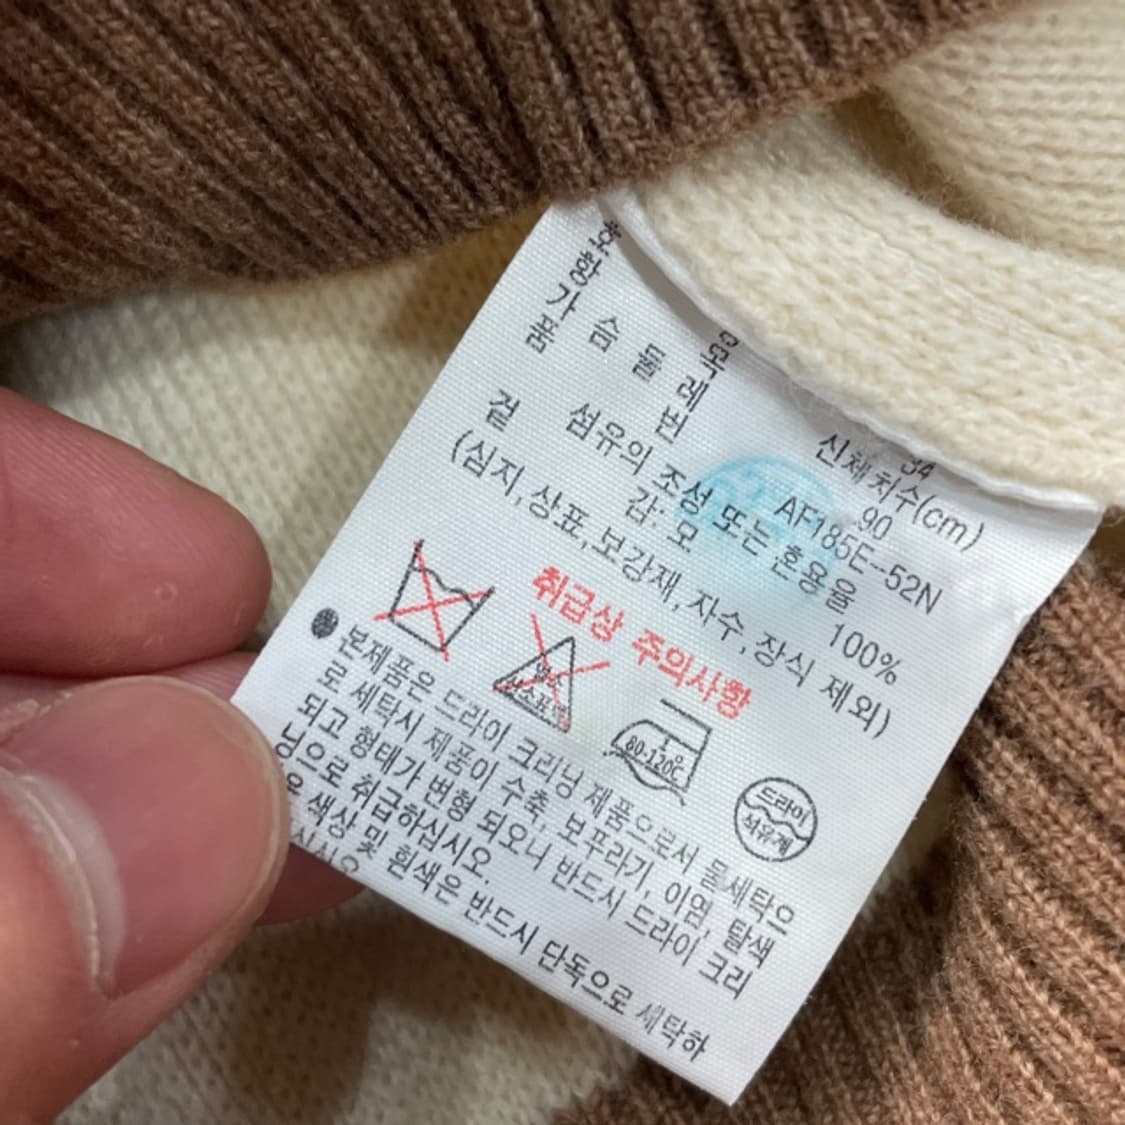 신체치수(cm)
가 슴 둘 레 90
품 번 AF185E-52N
섬유의 조성 또는 혼용율
겉 감: 모 100%
(심지,상표,보강재,자수,장식 제외)
취급상 주의사항
염소표백
80-120℃
드라이
석유계
본제품은 드라이 크리닝 제품으로서 물세탁으
로 세탁시 제품이 수축, 보푸라기, 이염, 탈색
되고 형태가 변형 되오니 반드시 드라이 크리
닝으로 취급하십시오.
색상 및 흰색은 반드시 단독으로 세탁하
십시오